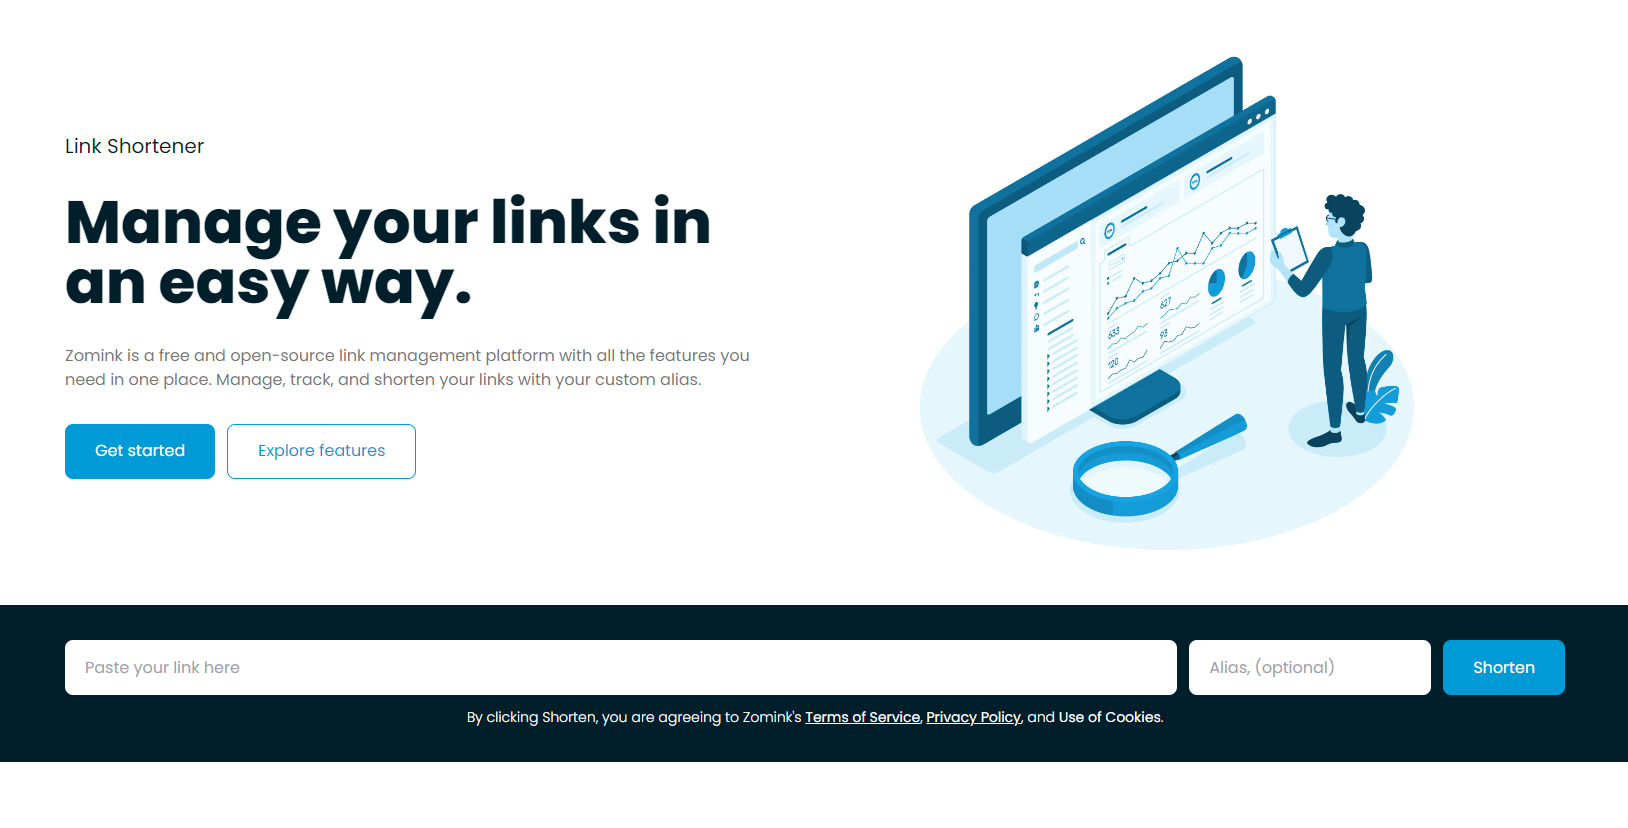 Link Shortener
Manage your links in
an easy way.
Zomink is a free and open-source link management platform with all the features you
need in one place. Manage, track, and shorten your links with your custom alias.
Get started
Explore features
633
627
120
93
Paste your link here
Alias, (optional)
Shorten
By clicking Shorten, you are agreeing to Zomink's Terms of Service, Privacy Policy, and Use of Cookies.